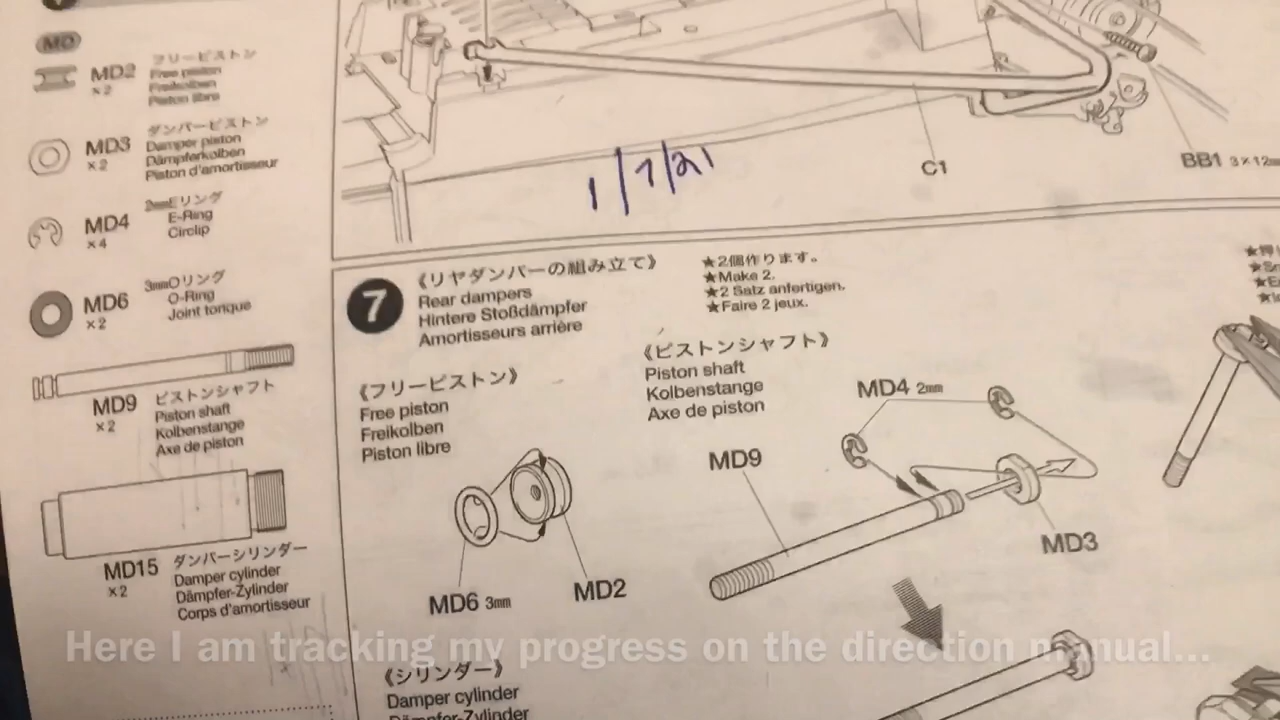 MD2
×2
フリーピストン
Free piston
Freikolben
Piston libre
MD3
×2
ダンパーピストン
Damper piston
Dämpferkolben
Piston d'amortisseur
MD4
×4
2mmEリング
E-Ring
Circlip
MD6
×2
3mmOリング
O-Ring
Joint torique
MD9
×2
ピストンシャフト
Piston shaft
Kolbenstange
Axe de piston
MD15
×2
ダンパーシリンダー
Damper cylinder
Dämpfer-Zylinder
Corps d'amortisseur
1/7/21
C1
BB1 3×12
7
《リヤダンパーの組み立て》
Rear dampers
Hintere Stoßdämpfer
Amortisseurs arrière
★2個作ります。
★Make 2.
★2 Satz anfertigen.
★Faire 2 jeux.
《フリーピストン》
Free piston
Freikolben
Piston libre
MD6 3mm
MD2
《ピストンシャフト》
Piston shaft
Kolbenstange
Axe de piston
MD4 2mm
MD9
MD3
《シリンダー》
Damper cylinder
Dämpfer-Zylinder
Here I am tracking my progress on the direction manual...